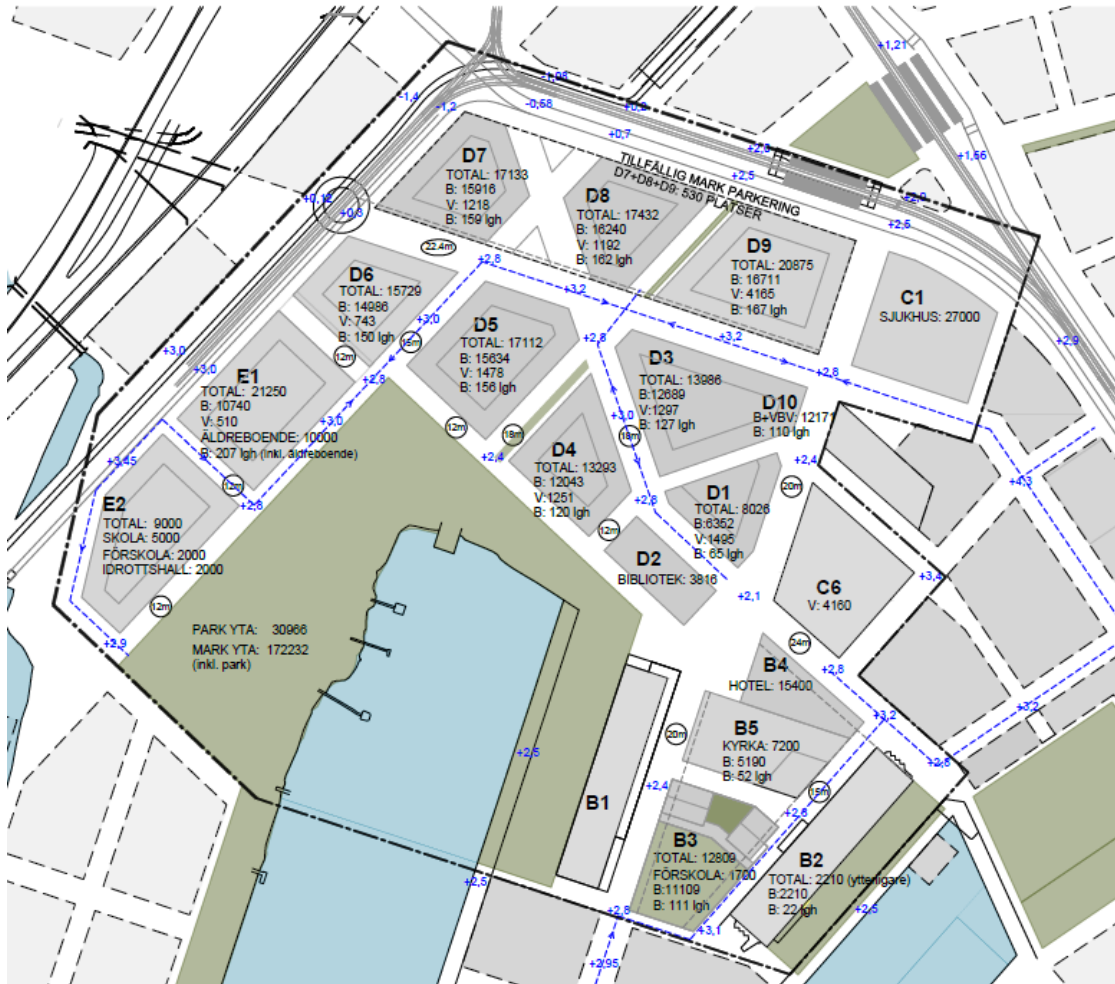 +1,21
-1,98
-1,4
-1,2
-0,68
+0,2
+0,7
+2,0
+2,5
+1,66
+2,0
+2,5
+2,9
+0,12
+0,3
TILLFÄLLIG MARK PARKERING
D7+D8+D9: 530 PLATSER
D7
TOTAL: 17133
B: 15916
V: 1218
B: 159 lgh
D8
TOTAL: 17432
B: 16240
V: 1192
B: 162 lgh
D9
TOTAL: 20875
B: 16711
V: 4165
B: 167 lgh
C1
SJUKHUS: 27000
22.4m
+2,8
+3,2
+3,2
+2,8
D6
TOTAL: 15729
B: 14986
V: 743
B: 150 lgh
+3,0
15m
12m
+2,8
+3,0
+3,0
+3,0
D5
TOTAL: 17112
B: 15634
V: 1478
B: 156 lgh
+2,8
D3
TOTAL: 13986
B:12689
V:1297
B: 127 lgh
+3,0
18m
D10
B+VBV: 12171
B: 110 lgh
E1
TOTAL: 21250
B: 10740
V: 510
ÄLDREBOENDE: 10000
B: 207 lgh (inkl. äldreboende)
12m
18m
+2,4
D4
TOTAL: 13293
B: 12043
V:1251
B: 120 lgh
12m
+2,8
+2,4
20m
+4,3
+3,45
12m
+2,8
E2
TOTAL: 9000
SKOLA: 5000
FÖRSKOLA: 2000
IDROTTSHALL: 2000
12m
+2,9
D1
TOTAL: 8026
B:6352
V:1495
B: 65 lgh
D2
BIBLIOTEK: 3816
+2,1
C6
V: 4160
+3,4
PARK YTA: 30966
MARK YTA: 172232
(inkl. park)
24m
+2,8
B4
HOTEL: 15400
+3,2
+3,2
+2,8
20m
+2,5
B5
KYRKA: 7200
B: 5190
B: 52 lgh
15m
+2,4
+2,8
B1
B3
TOTAL: 12809
FÖRSKOLA: 1700
B:11109
B: 111 lgh
B2
TOTAL: 2210 (ytterligare)
B:2210
B: 22 lgh
+2,5
+2,5
+2,8
+3,1
+2,95